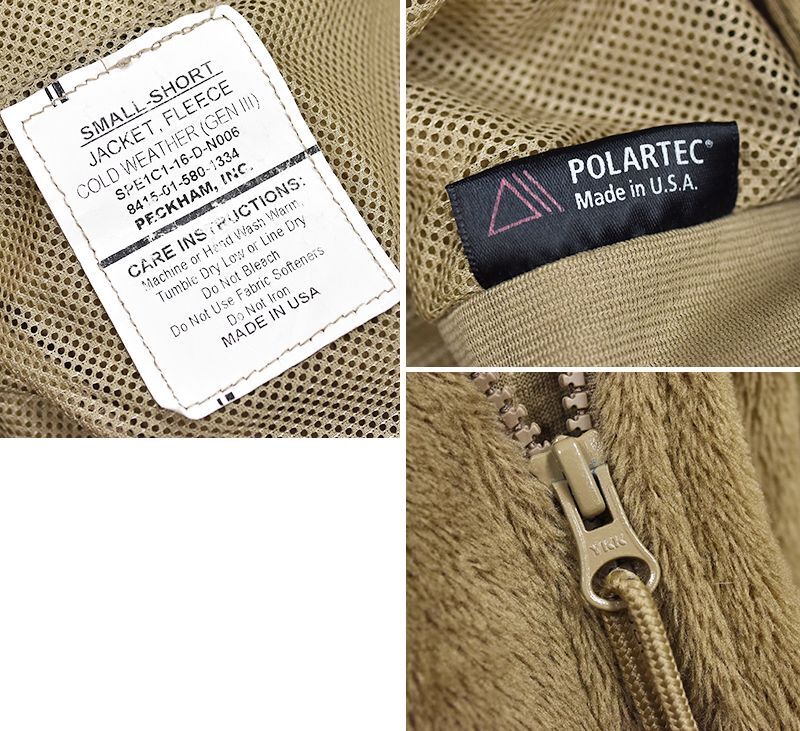 SMALL-SHORT
JACKET, FLEECE
COLD WEATHER (GEN III)
SPE1C1-16-D-N006
8415-01-580-1334
PECKHAM, INC.
CARE INSTRUCTIONS:
Machine or Hand Wash Warm,
Tumble Dry Low or Line Dry
Do Not Bleach
Do Not Use Fabric Softeners
Do Not Iron
MADE IN USA
POLARTEC®
Made in U.S.A.
YKK